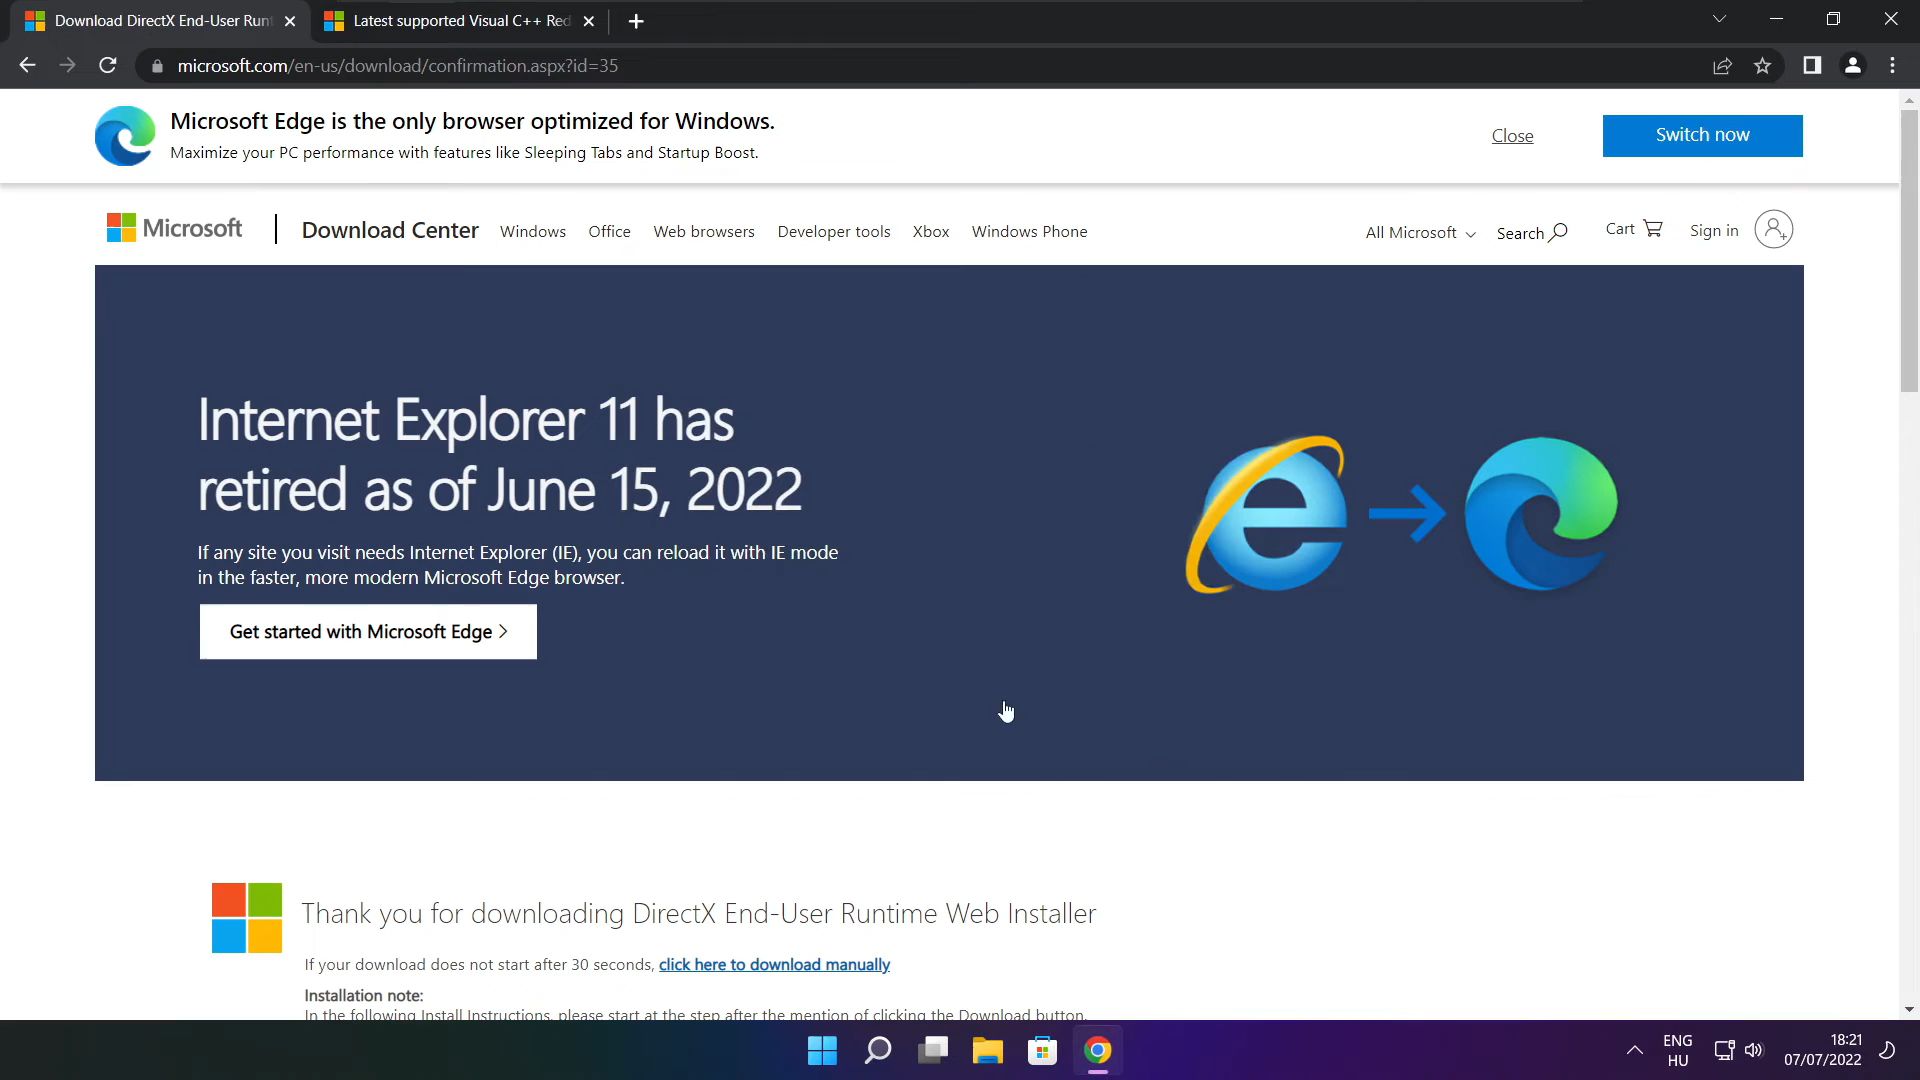 Download DirectX End-User Runt
Latest supported Visual C++ Red
microsoft.com/en-us/download/confirmation.aspx?id=35
Microsoft Edge is the only browser optimized for Windows.
Maximize your PC performance with features like Sleeping Tabs and Startup Boost.
Close
Switch now
Microsoft
Download Center
Windows
Office
Web browsers
Developer tools
Xbox
Windows Phone
All Microsoft
Search
Cart
Sign in
Internet Explorer 11 has
retired as of June 15, 2022
If any site you visit needs Internet Explorer (IE), you can reload it with IE mode
in the faster, more modern Microsoft Edge browser.
Get started with Microsoft Edge >
Thank you for downloading DirectX End-User Runtime Web Installer
If your download does not start after 30 seconds, click here to download manually
Installation note:
In the following Install Instructions, please start at the step after the mention of clicking the Download button.
ENG
HU
18:21
07/07/2022